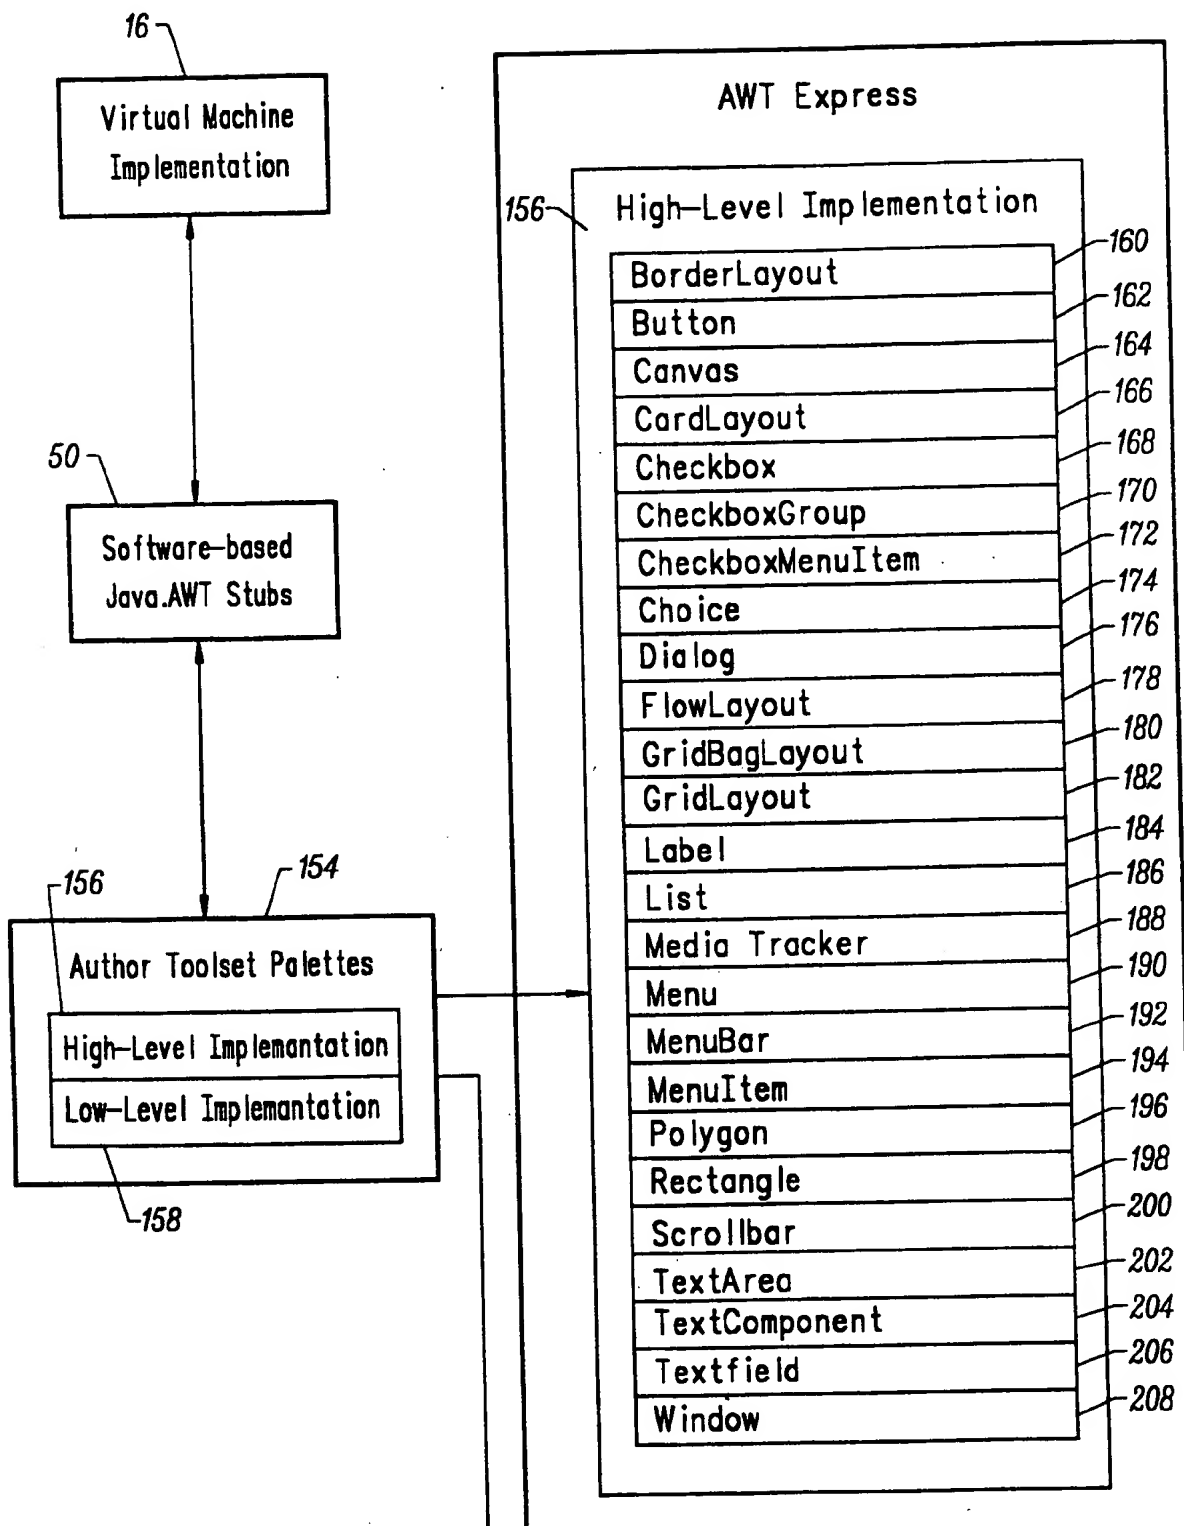 16
Virtual Machine
Implementation
50
Software-based
Java.AWT Stubs
154
156
Author Toolset Palettes
High-Level Implemantation
Low-Level Implemantation
158
AWT Express
156
High-Level Implementation
BorderLayout 160
Button 162
Canvas 164
CardLayout 166
Checkbox 168
CheckboxGroup 170
CheckboxMenuItem 172
Choice 174
Dialog 176
FlowLayout 178
GridBagLayout 180
GridLayout 182
Label 184
List 186
Media Tracker 188
Menu 190
MenuBar 192
MenuItem 194
Polygon 196
Rectangle 198
Scrollbar 200
TextArea 202
TextComponent 204
Textfield 206
Window 208